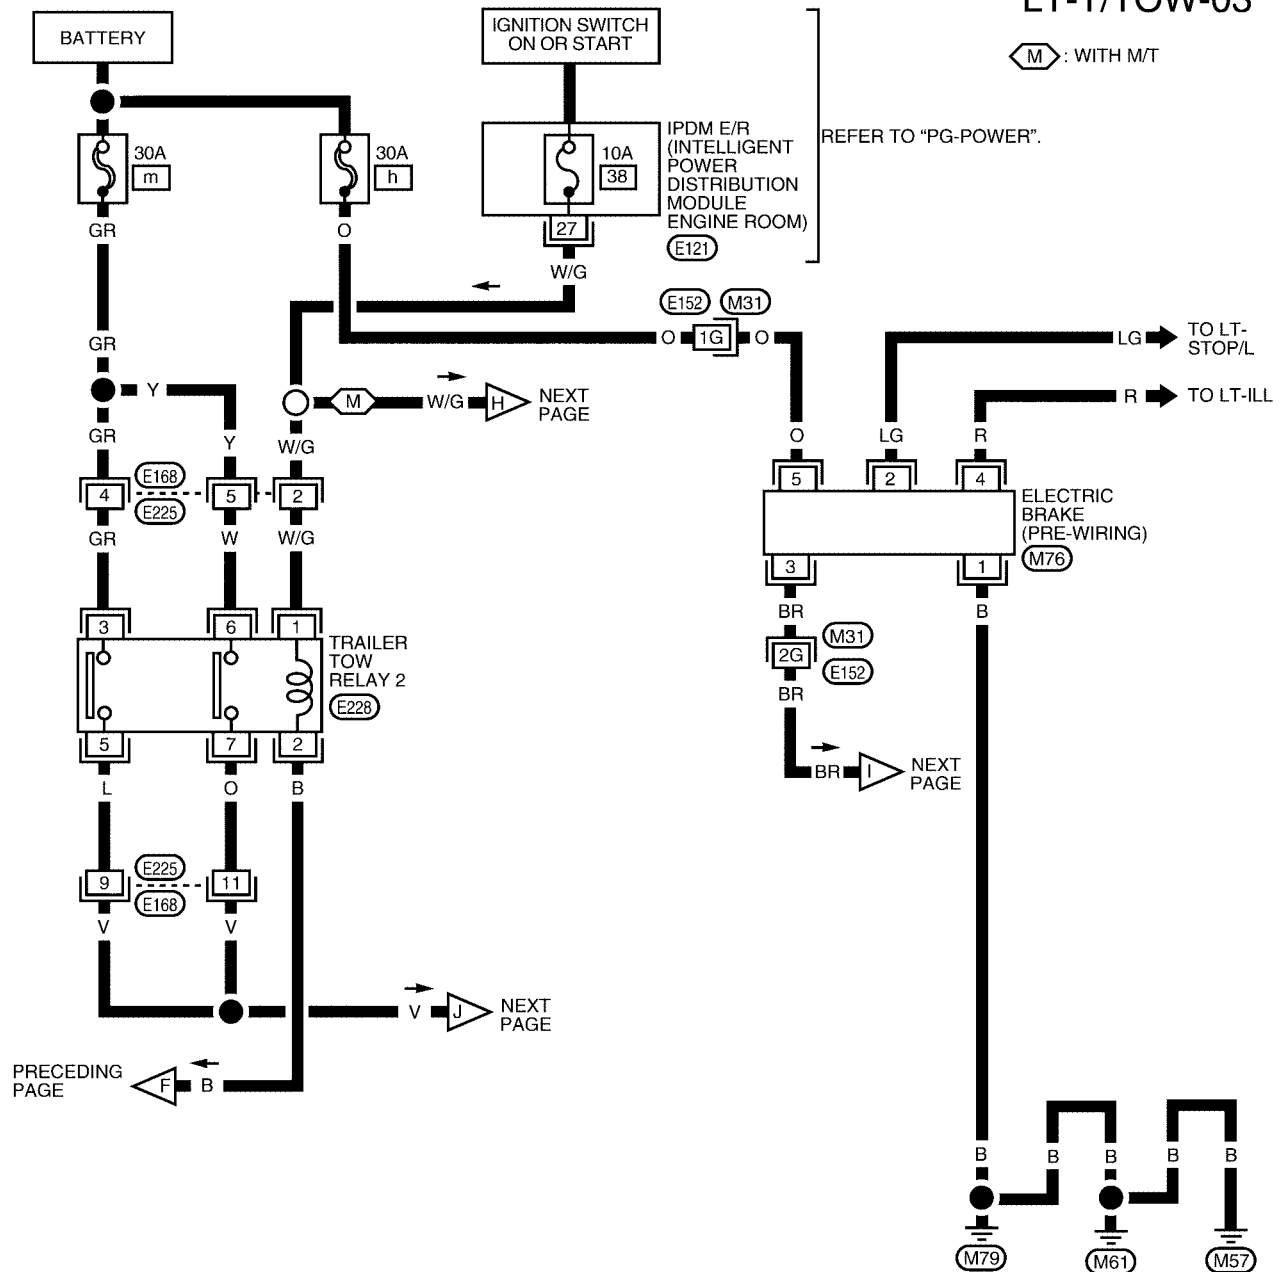 LT-T/TOW-03
M : WITH M/T
BATTERY
IGNITION SWITCH
ON OR START
30A
m
30A
h
10A
38
27
IPDM E/R
(INTELLIGENT
POWER
DISTRIBUTION
MODULE
ENGINE ROOM)
E121
REFER TO “PG-POWER”.
GR
O
W/G
E152
M31
O
1G
O
LG
TO LT-
STOP/L
GR
Y
M
W/G
H
NEXT
PAGE
R
TO LT-ILL
GR
Y
W/G
O
LG
R
4
E168
E225
5
2
5
2
4
GR
W
W/G
ELECTRIC
BRAKE
(PRE-WIRING)
M76
3
1
3
6
1
BR
B
TRAILER
TOW
RELAY 2
E228
M31
2G
E152
BR
5
7
2
BR
I
NEXT
PAGE
L
O
B
9
E225
E168
11
V
V
V
J
NEXT
PAGE
PRECEDING
PAGE
F
B
B
B
B
B
B
M79
M61
M57